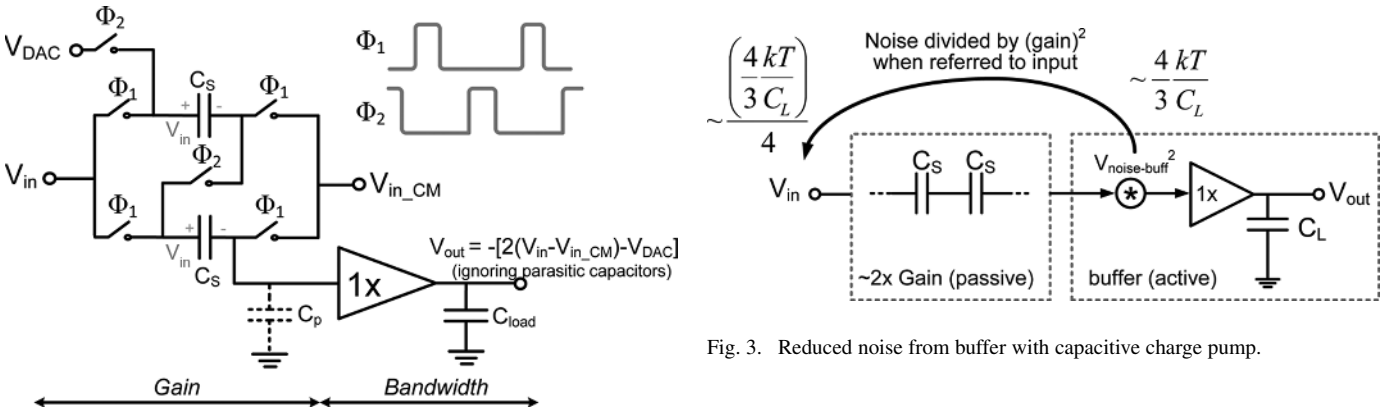 Φ2
VDAC
Φ1
CS
+ -
Vin
Φ1
Φ2
Vin
Vin_CM
Φ1
+ -
Vin
CS
Φ1
Φ1
Φ2
1x
Cp
Cload
Vout = -[2(Vin-Vin_CM)-VDAC]
(ignoring parasitic capacitors)
Gain
Bandwidth
Noise divided by (gain)²
when referred to input
~ (4/3 kT/CL)/4
~ 4/3 kT/CL
Vin
CS CS
~2x Gain (passive)
Vnoise-buff²
*
1x
Vout
CL
buffer (active)
Fig. 3. Reduced noise from buffer with capacitive charge pump.